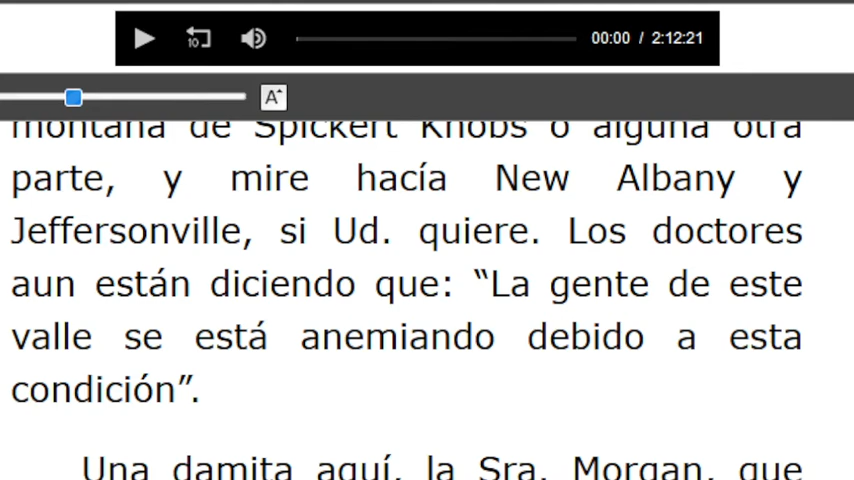 10
00:00 / 2:12:21
A
montaña de Spickert Knobs o alguna otra
parte, y mire hacía New Albany y
Jeffersonville, si Ud. quiere. Los doctores
aun están diciendo que: “La gente de este
valle se está anemiando debido a esta
condición”.
Una damita aquí, la Sra. Morgan, que